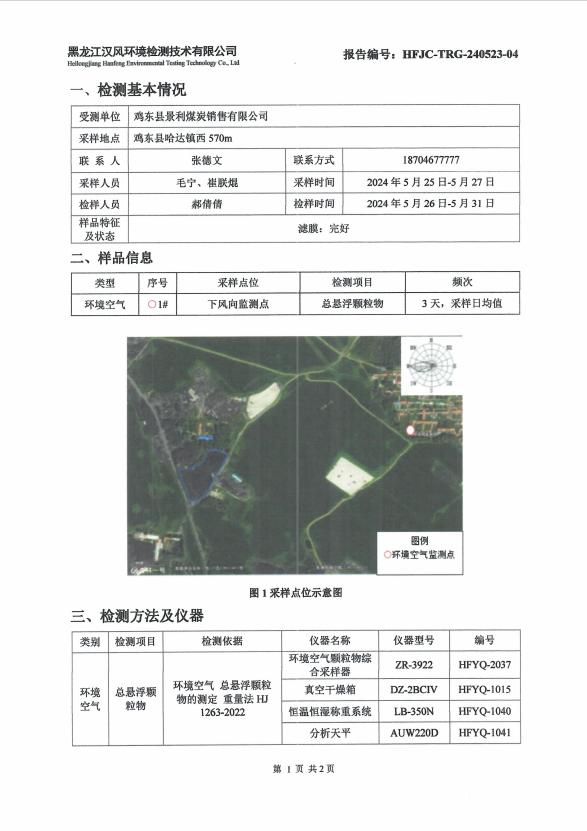 黑龙江汉风环境检测技术有限公司
Heilongjiang Hanfeng Environmental Testing Technology Co., Ltd
报告编号：HFJC-TRG-240523-04
一、检测基本情况
受测单位 鸡东县景利煤炭销售有限公司
采样地点 鸡东县哈达镇西 570m
联 系 人 张德文 联系方式 18704677777
采样人员 毛宁、崔朕焜 采样时间 2024 年 5 月 25 日-5 月 27 日
检样人员 郝倩倩 检样时间 2024 年 5 月 26 日-5 月 31 日
样品特征
及状态 滤膜：完好
二、样品信息
类型 序号 采样点位 检测项目 频次
环境空气 ○1# 下风向监测点 总悬浮颗粒物 3 天，采样日均值
图例
○环境空气监测点
图 1 采样点位示意图
三、检测方法及仪器
类别 检测项目 检测依据 仪器名称 仪器型号 编号
环境
空气 总悬浮颗
粒物 环境空气 总悬浮颗粒
物的测定 重量法 HJ
1263-2022
环境空气颗粒物综
合采样器 ZR-3922 HFYQ-2037
真空干燥箱 DZ-2BCIV HFYQ-1015
恒温恒湿称重系统 LB-350N HFYQ-1040
分析天平 AUW220D HFYQ-1041
第 1 页 共 2 页